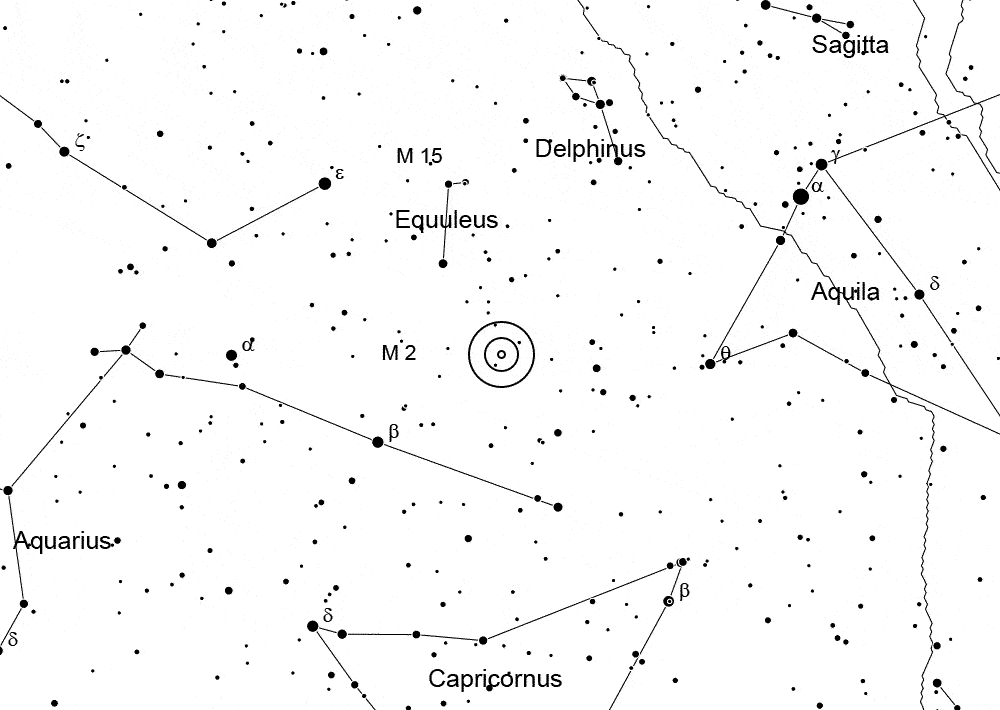 Sagitta
ζ
M 15
Delphinus
γ
ε
α
Equuleus
δ
Aquila
α
M 2
θ
β
Aquarius
β
δ
δ
Capricornus